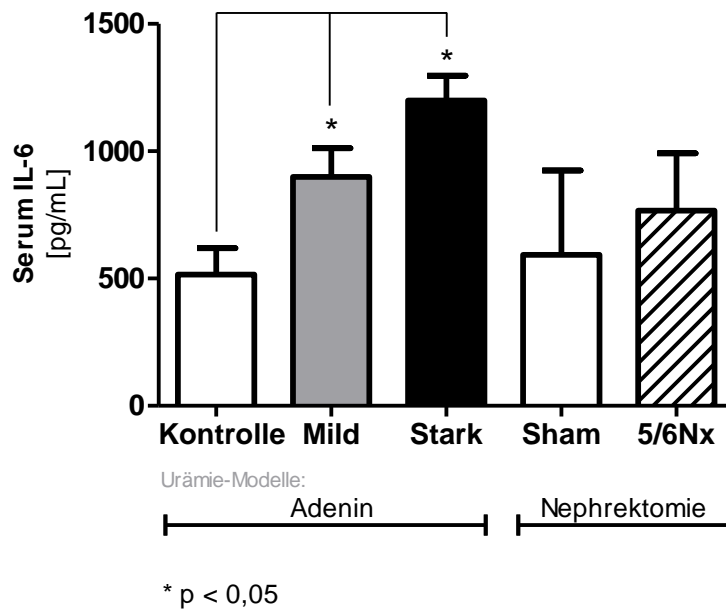 1500
1000
500
0
Serum IL-6
[pg/mL]
*
*
Kontrolle Mild Stark Sham 5/6Nx
Urämie-Modelle:
Adenin Nephrektomie
* p < 0,05